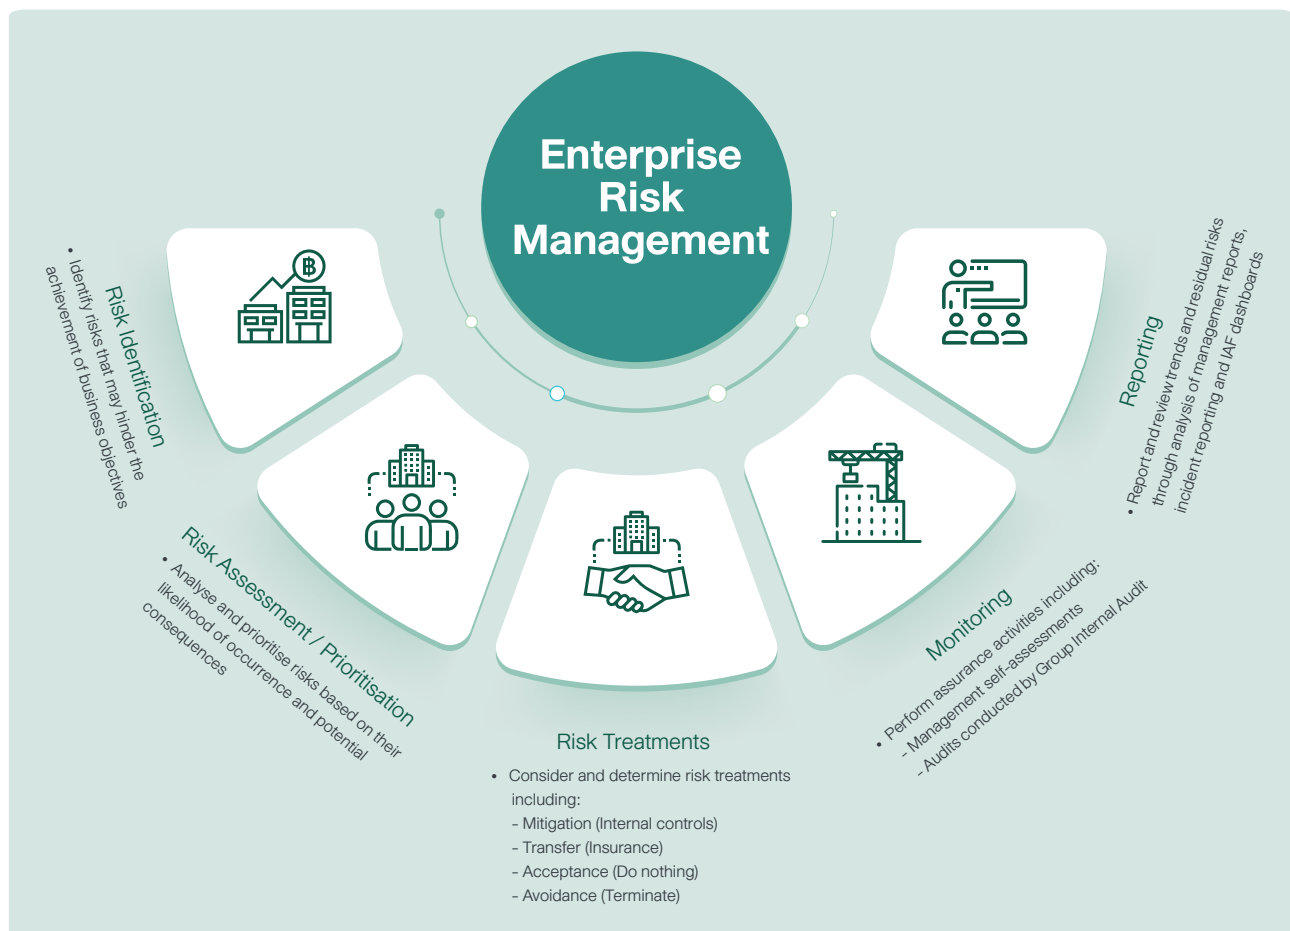 Enterprise
Risk
Management
Risk Identification
• Identify risks that may hinder the
achievement of business objectives
Risk Assessment / Prioritisation
• Analyse and prioritise risks based on their
likelihood of occurrence and potential
consequences
Risk Treatments
• Consider and determine risk treatments
including:
- Mitigation (Internal controls)
- Transfer (Insurance)
- Acceptance (Do nothing)
- Avoidance (Terminate)
Monitoring
• Perform assurance activities including:
- Management self-assessments
- Audits conducted by Group Internal Audit
Reporting
• Report and review trends and residual risks
through analysis of management reports,
incident reporting and IAF dashboards